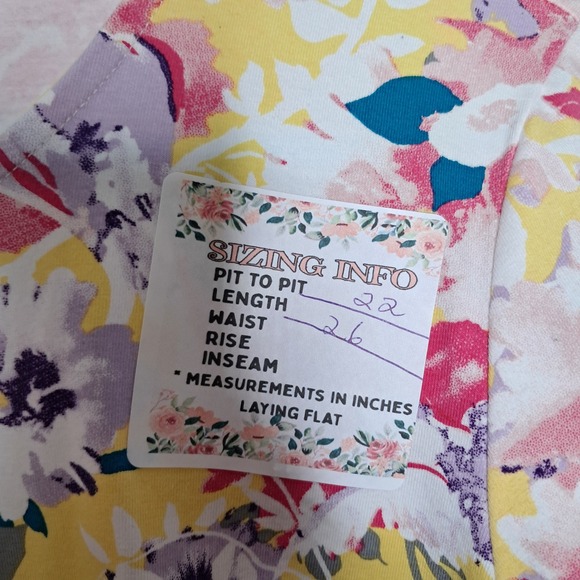 SIZING INFO
PIT TO PIT 22
LENGTH 26
WAIST
RISE
INSEAM
* MEASUREMENTS IN INCHES
LAYING FLAT